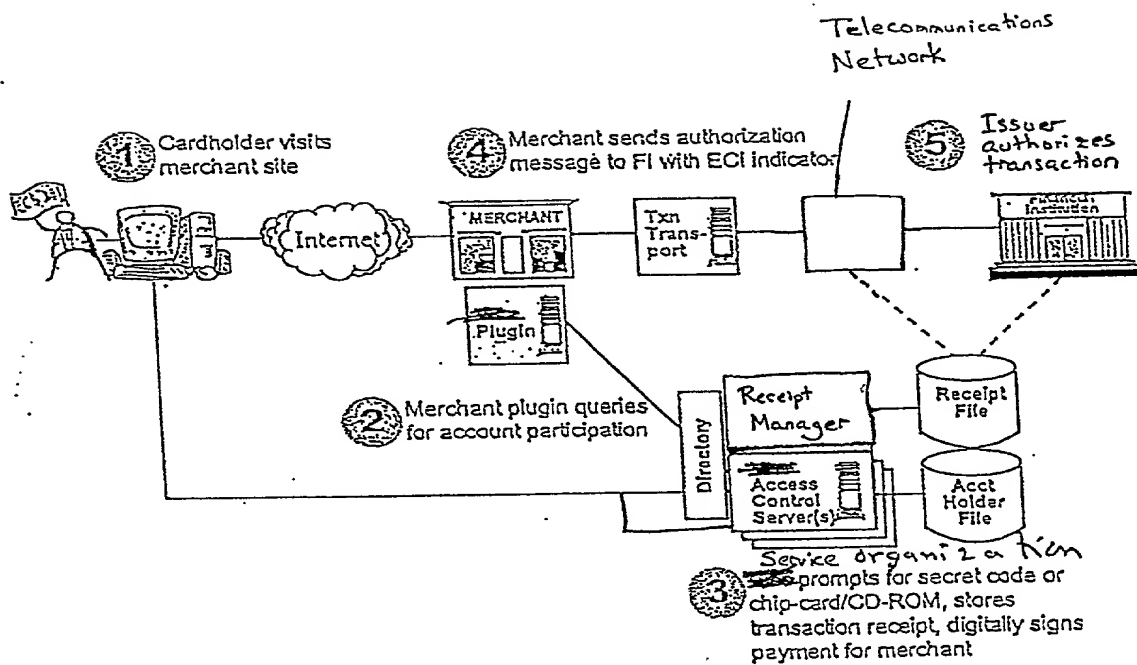 Telecommunications
Network
1 Cardholder visits
merchant site
4 Merchant sends authorization
message to FI with ECI indicator
5 Issuer
authorizes
transaction
Internet
MERCHANT
Txn
Trans-
port
Financial
Institution
Plugin
2 Merchant plugin queries
for account participation
Directory
Receipt
Manager
Receipt
File
Access
Control
Server(s)
Acct
Holder
File
Service organization
3 prompts for secret code or
chip-card/CD-ROM, stores
transaction receipt, digitally signs
payment for merchant